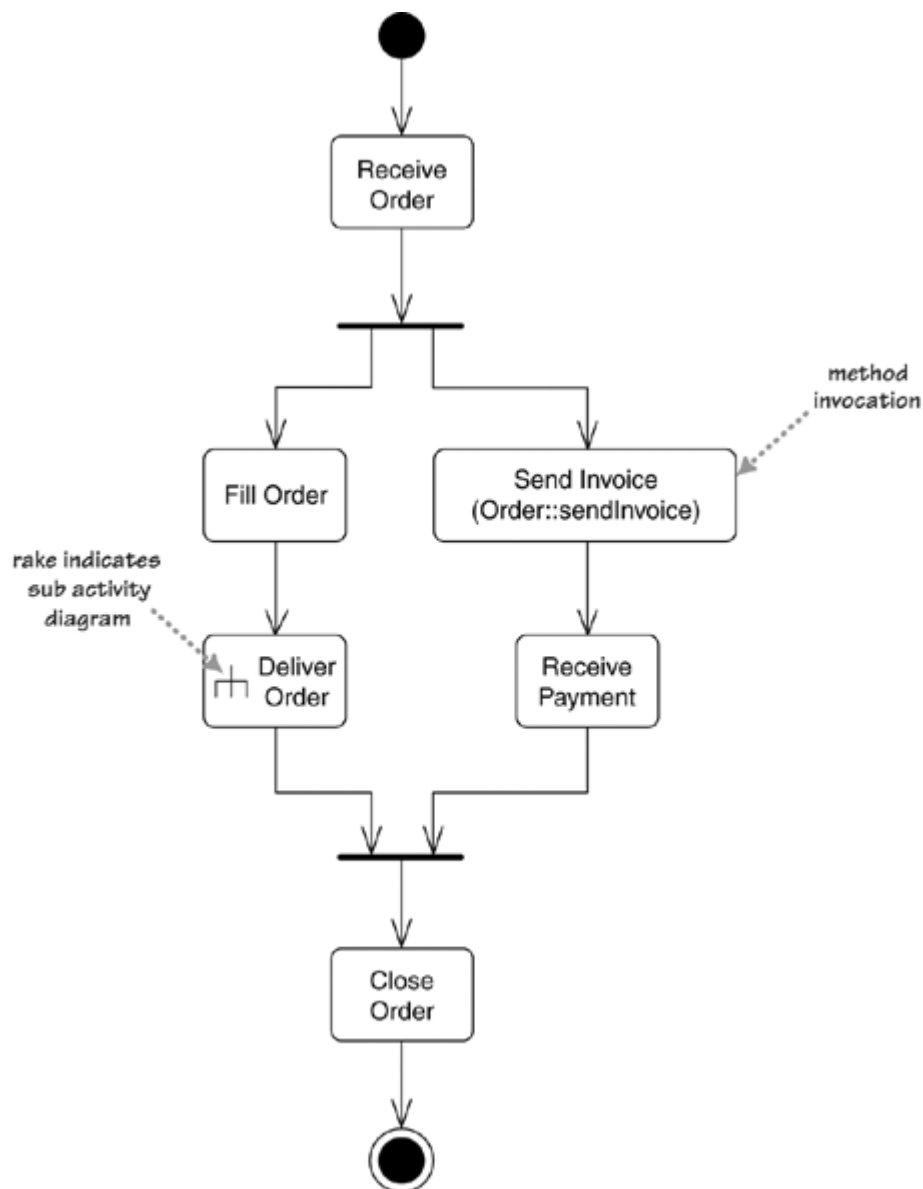 Receive
Order
method
invocation
Fill Order
Send Invoice
(Order::sendInvoice)
rake indicates
sub activity
diagram
Deliver
Order
Receive
Payment
Close
Order